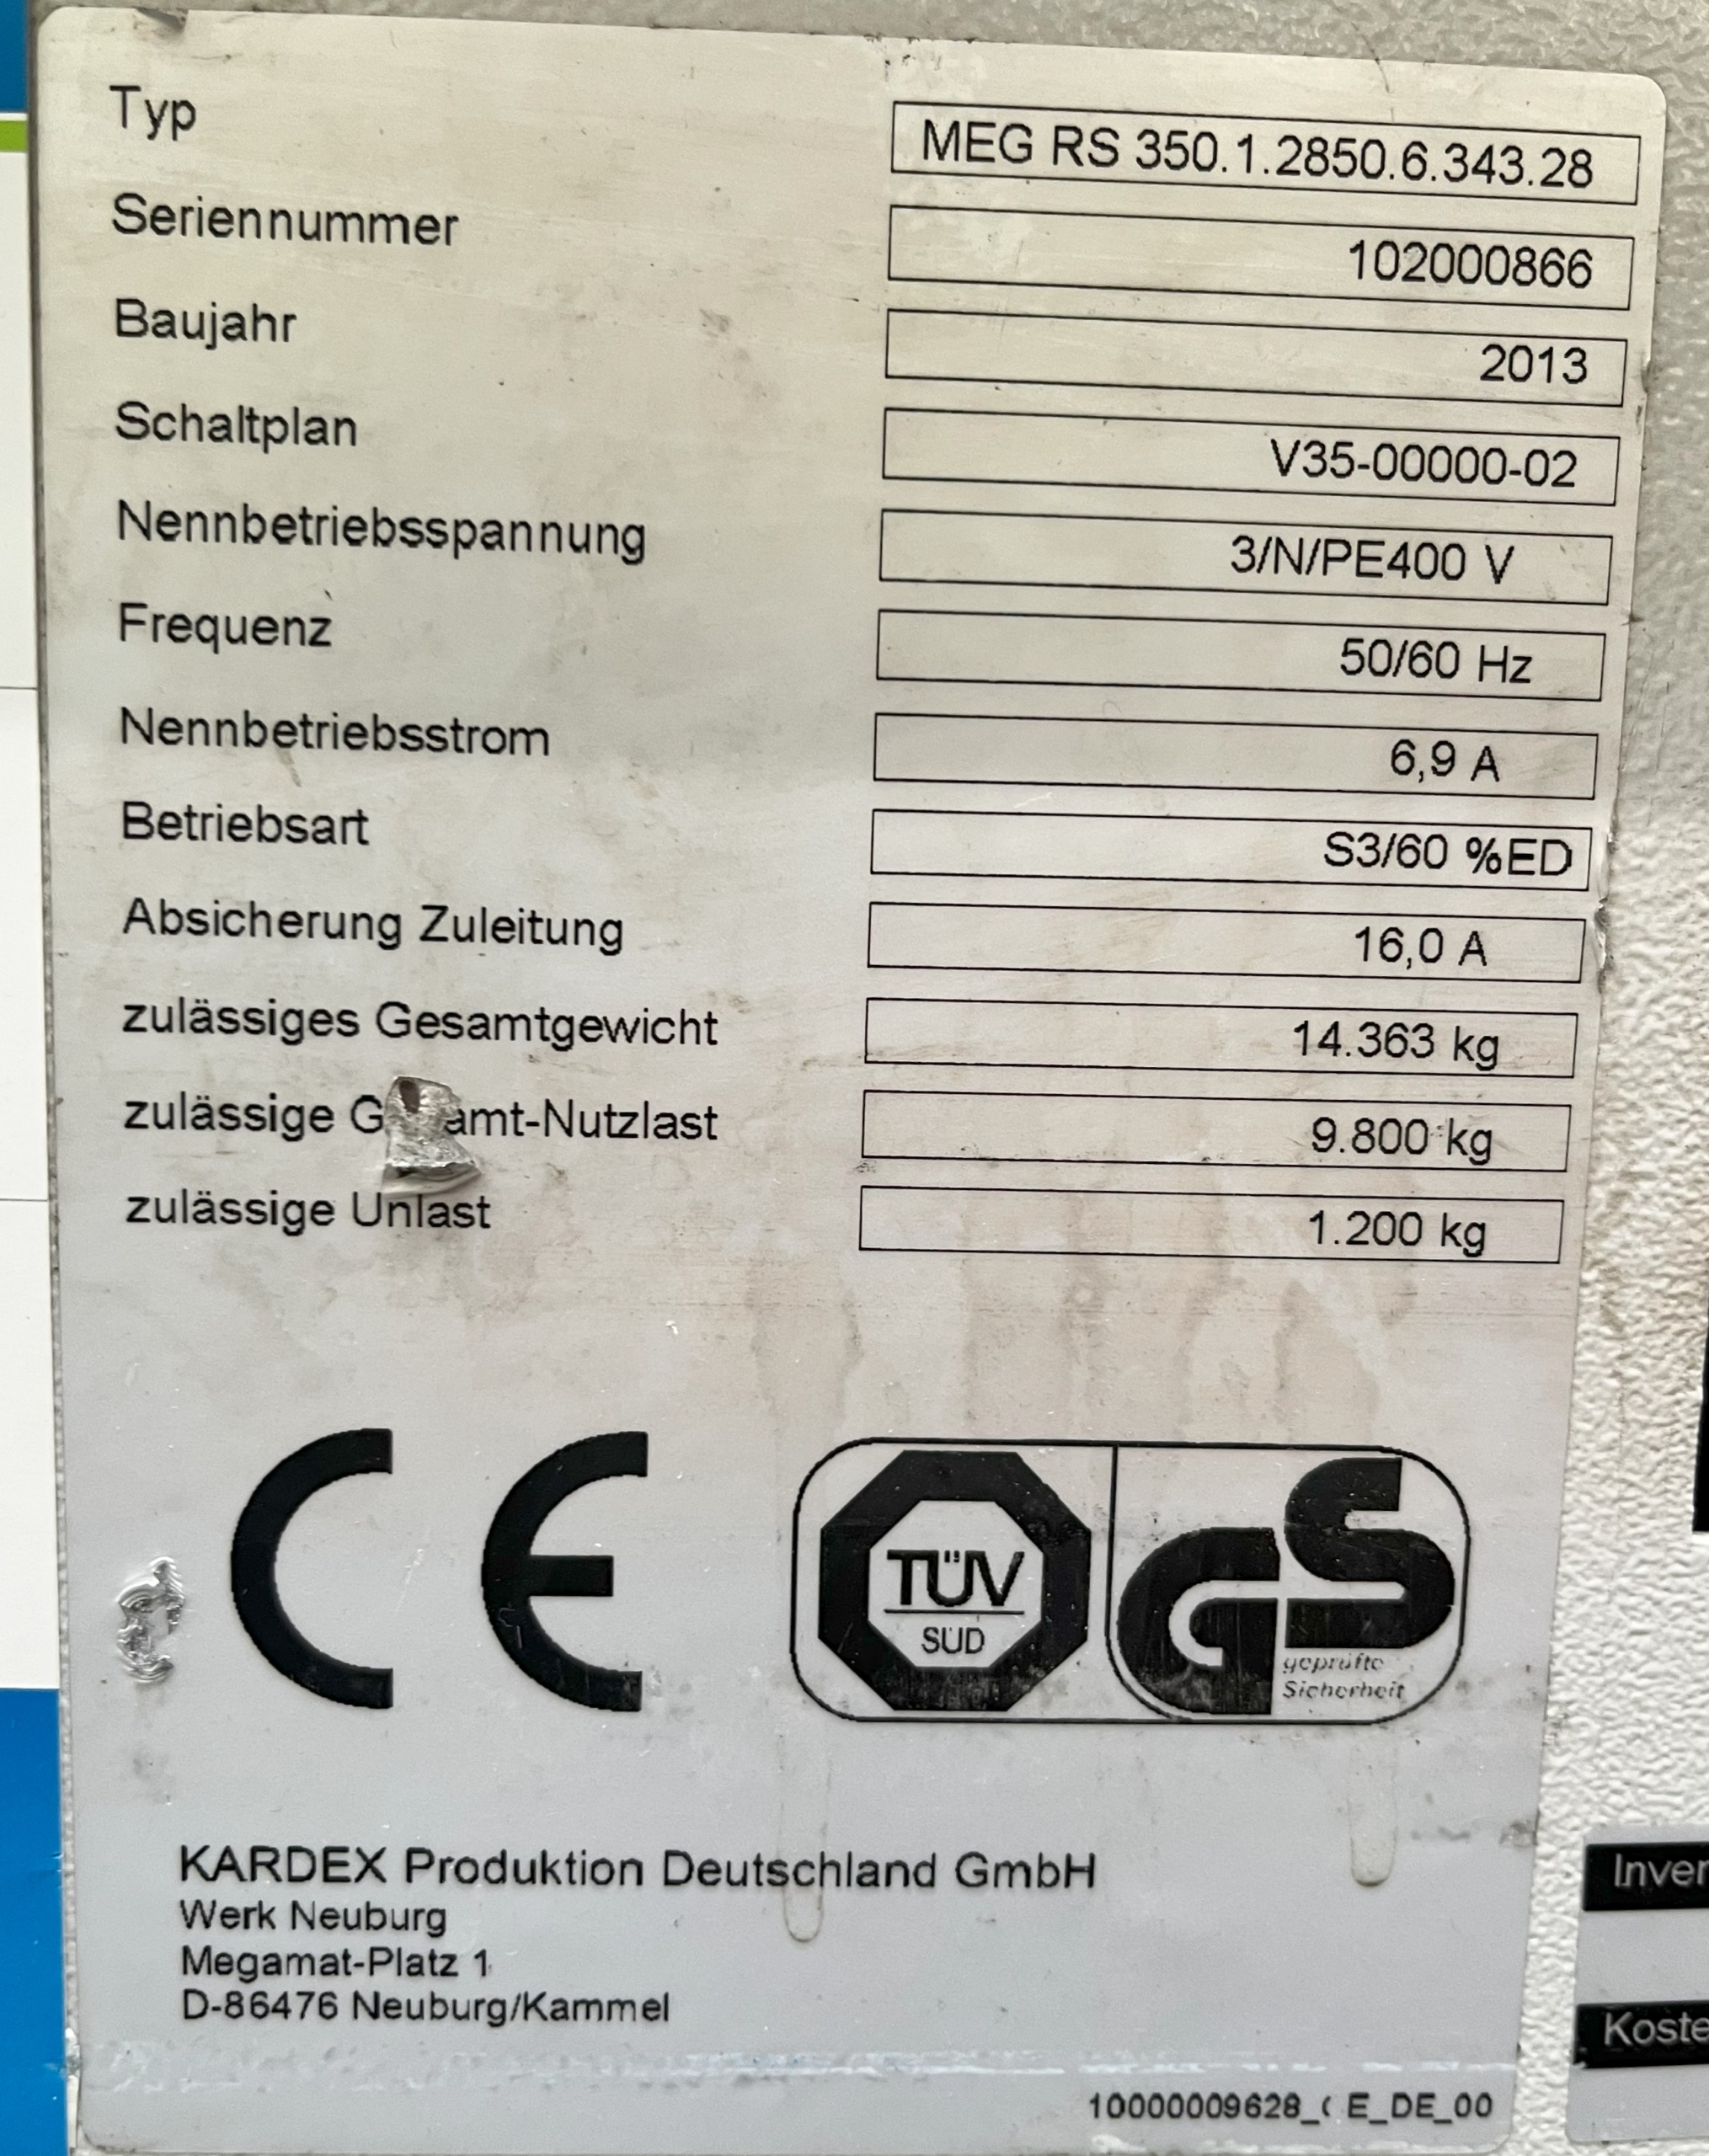 Typ MEG RS 350.1.2850.6.343.28
Seriennummer 102000866
Baujahr 2013
Schaltplan V35-00000-02
Nennbetriebsspannung 3/N/PE400 V
Frequenz 50/60 Hz
Nennbetriebsstrom 6,9 A
Betriebsart S3/60 %ED
Absicherung Zuleitung 16,0 A
zulässiges Gesamtgewicht 14.363 kg
zulässige 9.800 kg
zulässige Unlast 1.200 kg
CE
TÜV
SÜD
GS
geprüfte
Sicherheit
KARDEX Produktion Deutschland GmbH
Werk Neuburg
Megamat-Platz 1
D-86476 Neuburg/Kammel